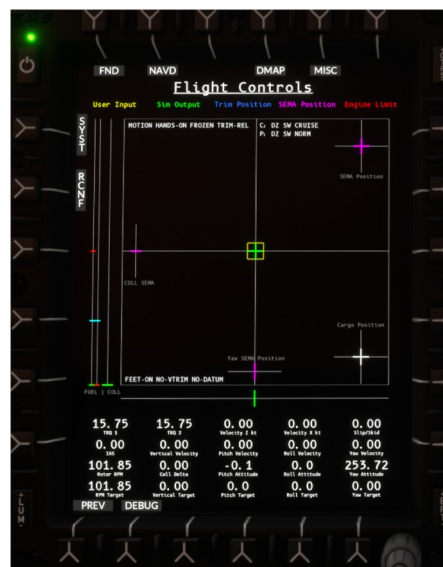 FND NAVD DMAP MISC
Flight Controls
User Input Sim Output Trim Position SEMA Position Engine Limit
SYST
RCNF
MOTION HANDS-ON FROZEN TRIM-REL
C: DZ SW CRUISE
P: DZ SW NORM
SEMA Position
COLL SEMA
Cargo Position
Yaw SEMA Position
FEET-ON NO-VTRIM NO-DATUM
FUEL | COLL
15.75 15.75 0.00 0.00 0.00
TRQ 1 TRQ 2 Velocity Z kt Velocity X kt Slip/Skid
0.00 0.00 0.00 0.00 0.00
IAS Vertical Velocity Pitch Velocity Roll Velocity Yaw Velocity
101.85 0.00 -0.1 0.0 253.72
Rotor RPM Coll Delta Pitch Attitude Roll Attitude Yaw Attitude
101.85 0.00 0.0 0.0 0.00
RPM Target Vertical Target Pitch Target Roll Target Yaw Target
PREV DEBUG